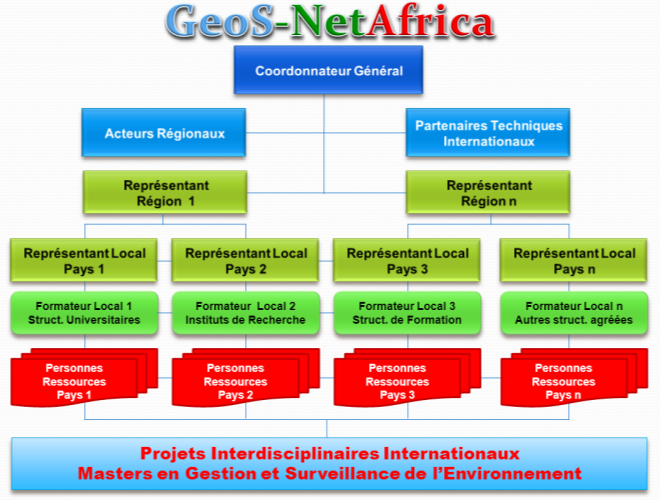 GeoS-NetAfrica
Coordonnateur Général
Acteurs Régionaux
Partenaires Techniques
Internationaux
Représentant
Région 1
Représentant
Région n
Représentant Local
Pays 1
Représentant Local
Pays 2
Représentant Local
Pays 3
Représentant Local
Pays n
Formateur Local 1
Struct. Universitaires
Formateur Local 2
Instituts de Recherche
Formateur Local 3
Struct. de Formation
Formateur Local n
Autres struct. agréées
Personnes
Ressources
Pays 1
Personnes
Ressources
Pays 2
Personnes
Ressources
Pays 3
Personnes
Ressources
Pays n
Projets Interdisciplinaires Internationaux
Masters en Gestion et Surveillance de l'Environnement